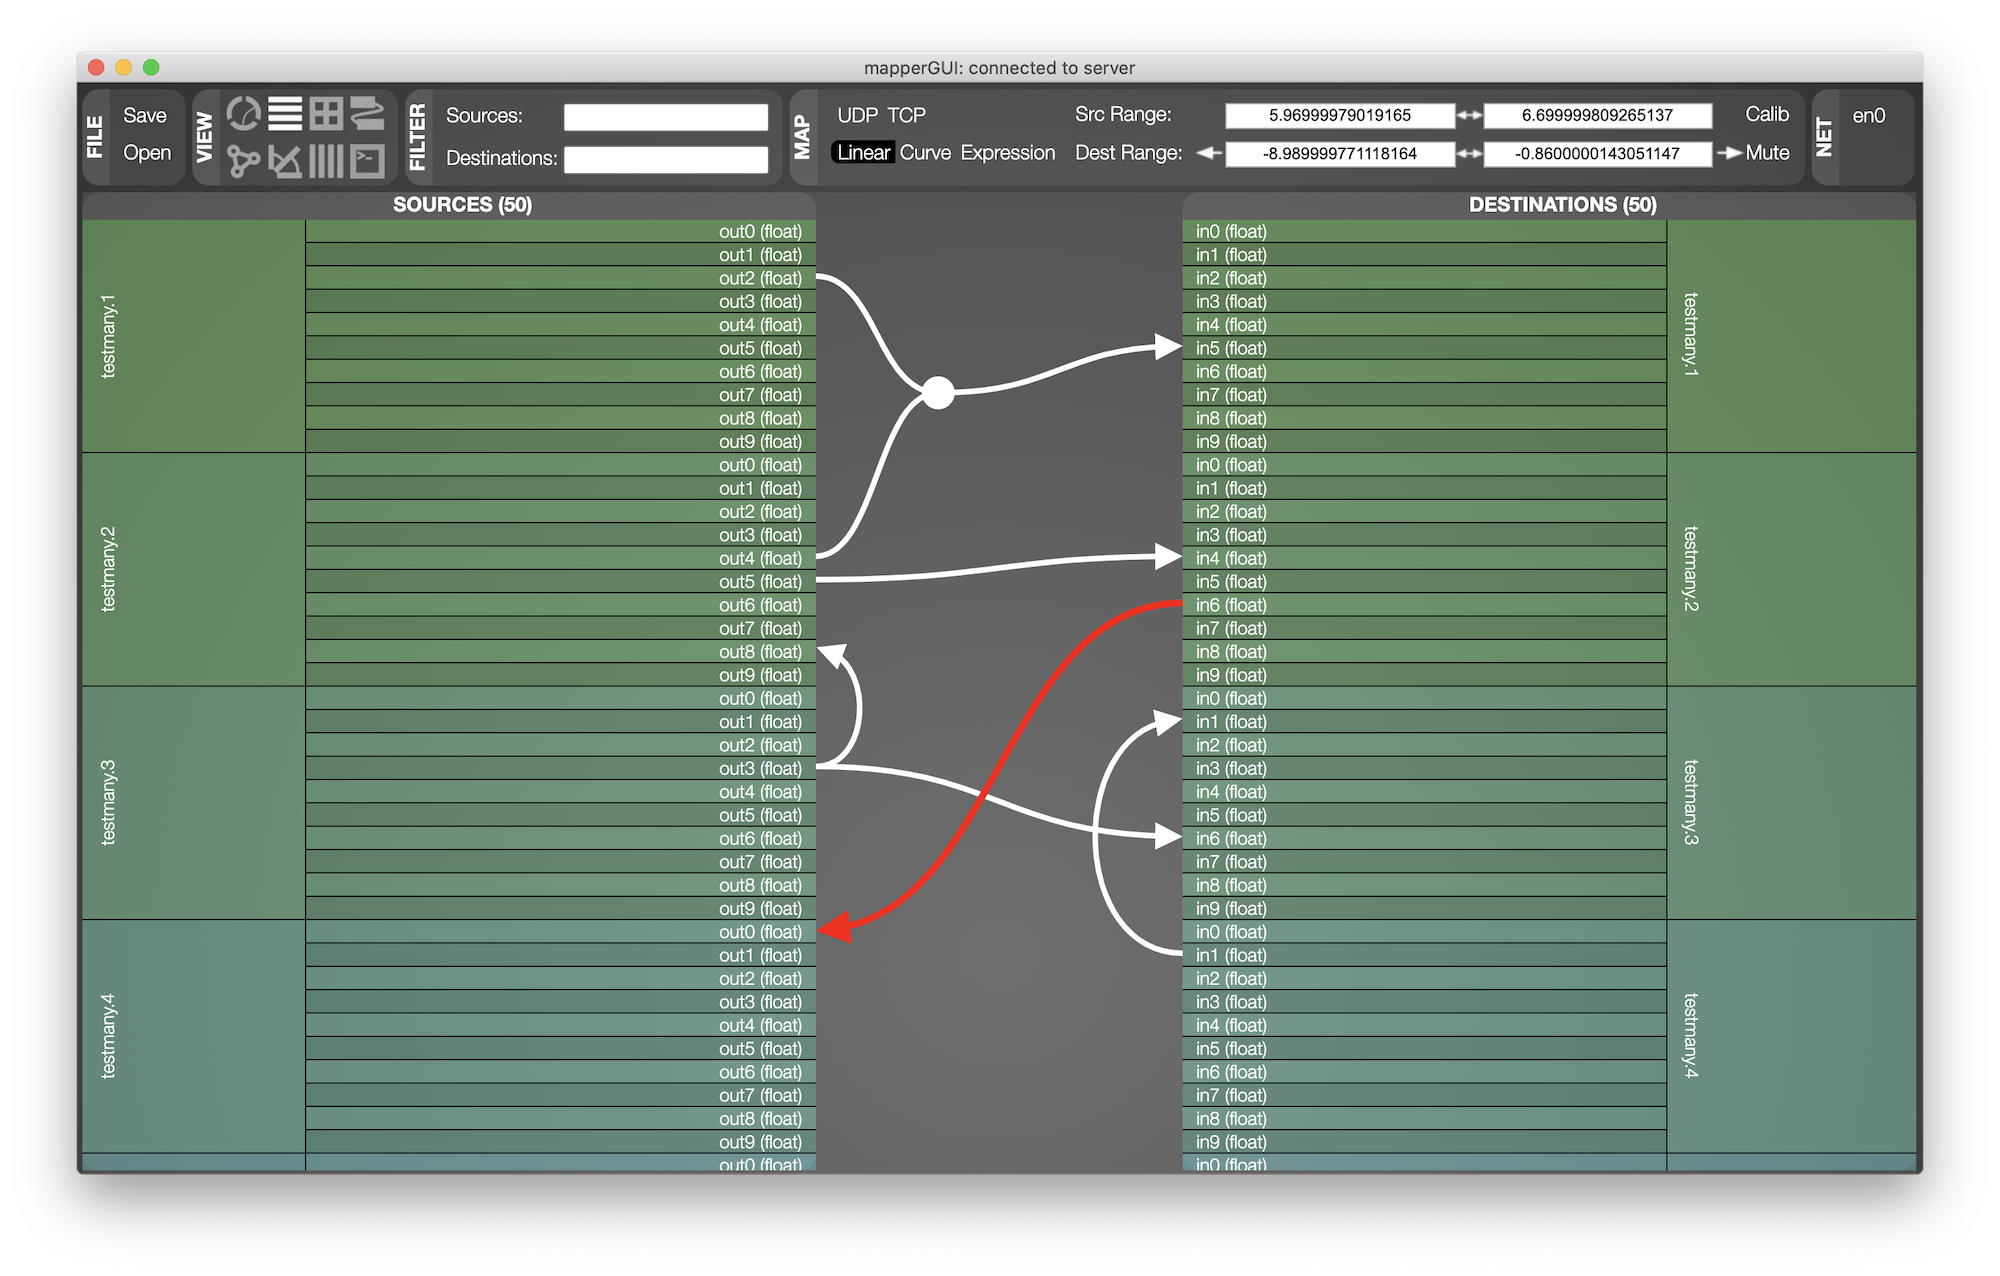 mapperGUI: connected to server
FILE
Save
Open
VIEW
FILTER
Sources:
Destinations:
MAP
UDP TCP
Linear Curve Expression
Src Range: 5.96999979019165 6.699999809265137 Calib
Dest Range: -8.989999771118164 -0.8600000143051147 Mute
NET
en0
SOURCES (50)
testmany.1
out0 (float)
out1 (float)
out2 (float)
out3 (float)
out4 (float)
out5 (float)
out6 (float)
out7 (float)
out8 (float)
out9 (float)
testmany.2
out0 (float)
out1 (float)
out2 (float)
out3 (float)
out4 (float)
out5 (float)
out6 (float)
out7 (float)
out8 (float)
out9 (float)
testmany.3
out0 (float)
out1 (float)
out2 (float)
out3 (float)
out4 (float)
out5 (float)
out6 (float)
out7 (float)
out8 (float)
out9 (float)
testmany.4
out0 (float)
out1 (float)
out2 (float)
out3 (float)
out4 (float)
out5 (float)
out6 (float)
out7 (float)
out8 (float)
out9 (float)
out0 (float)
DESTINATIONS (50)
in0 (float)
in1 (float)
in2 (float)
in3 (float)
in4 (float)
in5 (float)
in6 (float)
in7 (float)
in8 (float)
in9 (float)
testmany.1
in0 (float)
in1 (float)
in2 (float)
in3 (float)
in4 (float)
in5 (float)
in6 (float)
in7 (float)
in8 (float)
in9 (float)
testmany.2
in0 (float)
in1 (float)
in2 (float)
in3 (float)
in4 (float)
in5 (float)
in6 (float)
in7 (float)
in8 (float)
in9 (float)
testmany.3
in0 (float)
in1 (float)
in2 (float)
in3 (float)
in4 (float)
in5 (float)
in6 (float)
in7 (float)
in8 (float)
in9 (float)
testmany.4
in0 (float)